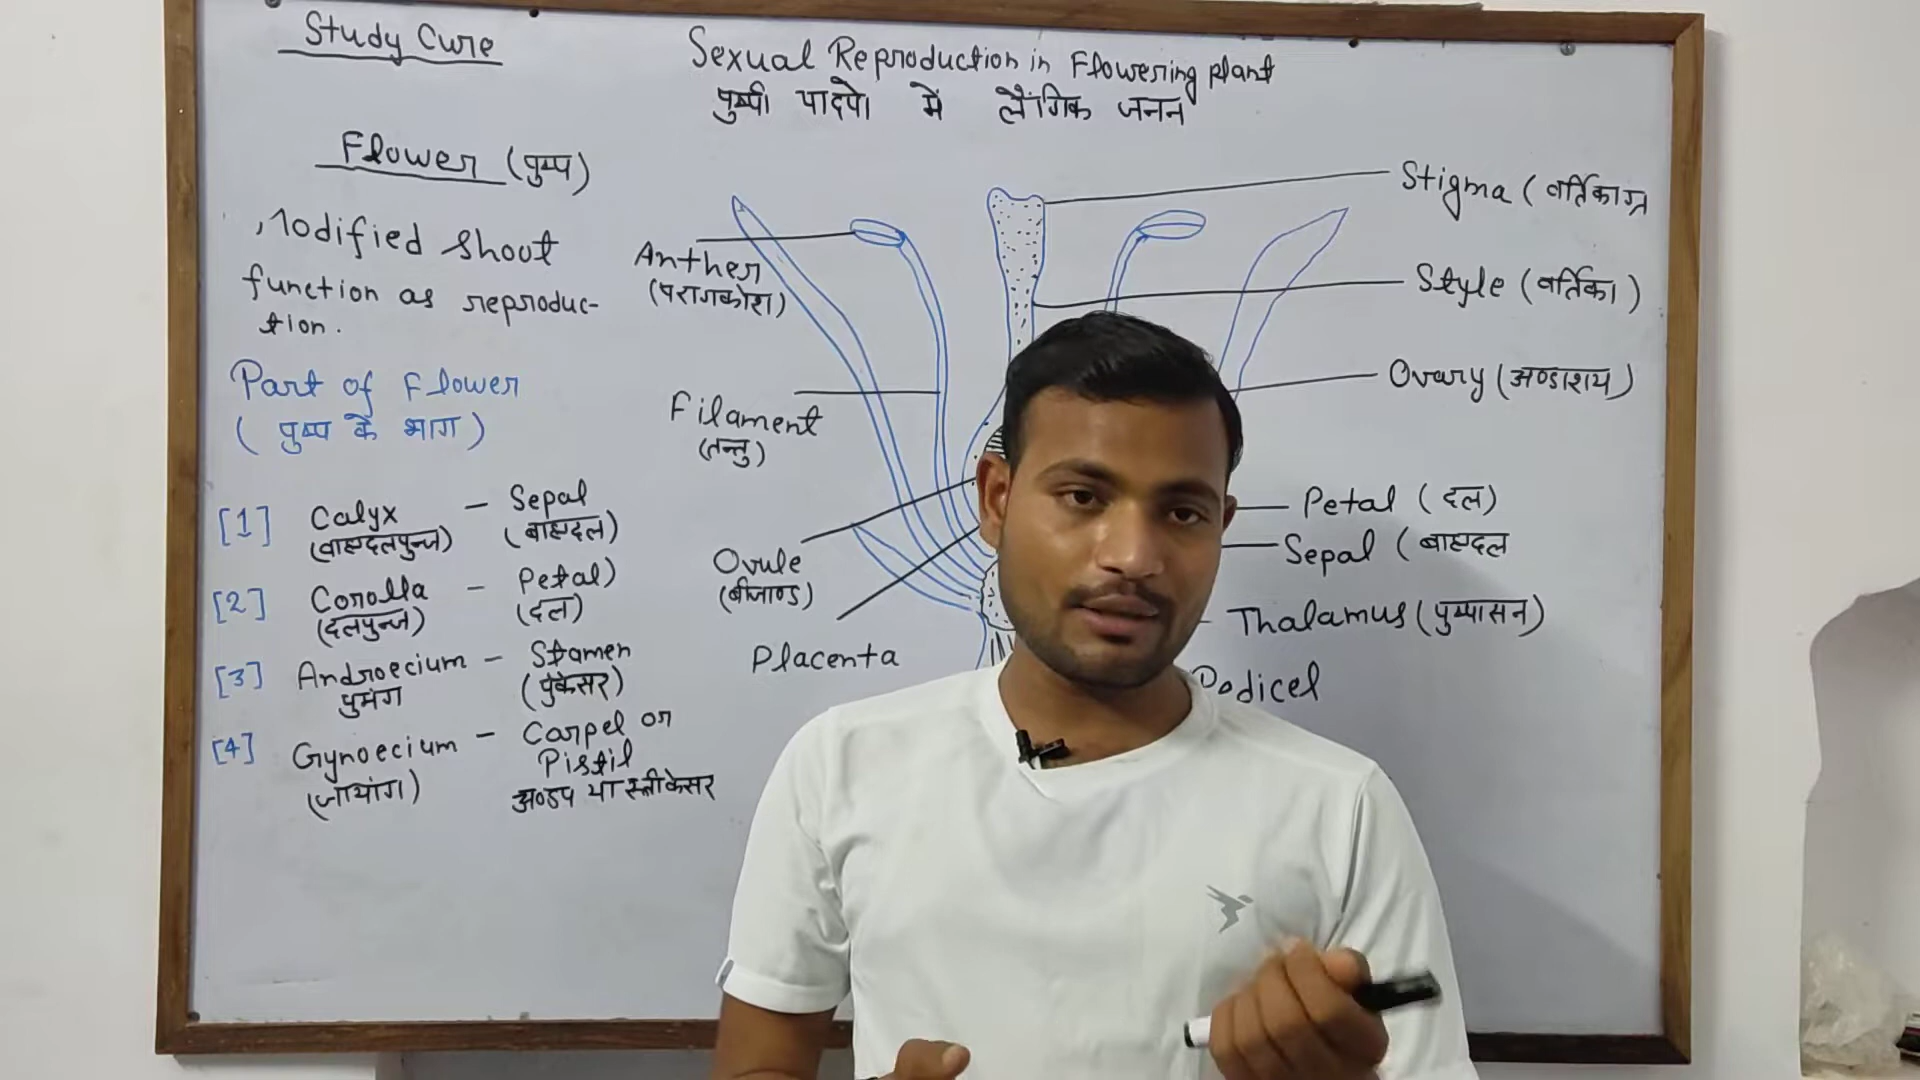 Study Cure
Sexual Reproduction in Flowering plant
पुष्पी पादपो में लैंगिक जनन
Flower (पुष्प)
Modified shoot
function as reproduc-
tion.
Part of Flower
( पुष्प के भाग )
[1] Calyx – Sepal
(बाह्यदलपुन्ज) (बाह्यदल)
[2] Corolla – Petal)
(दलपुन्ज) (दल)
[3] Androecium – Stamen
पुमंग (पुंकेसर)
[4] Gynoecium – Carpel or
Pistil
(जायांग) अण्डप या स्त्रीकेसर
Anther
(परागकोश)
Filament
(तन्तु)
Ovule
(बीजाण्ड)
Placenta
Stigma (वर्तिकाग्र
Style (वर्तिका)
Ovary (अण्डाशय)
Petal (दल)
Sepal (बाह्यदल
Thalamus (पुष्पासन)
Pedicel